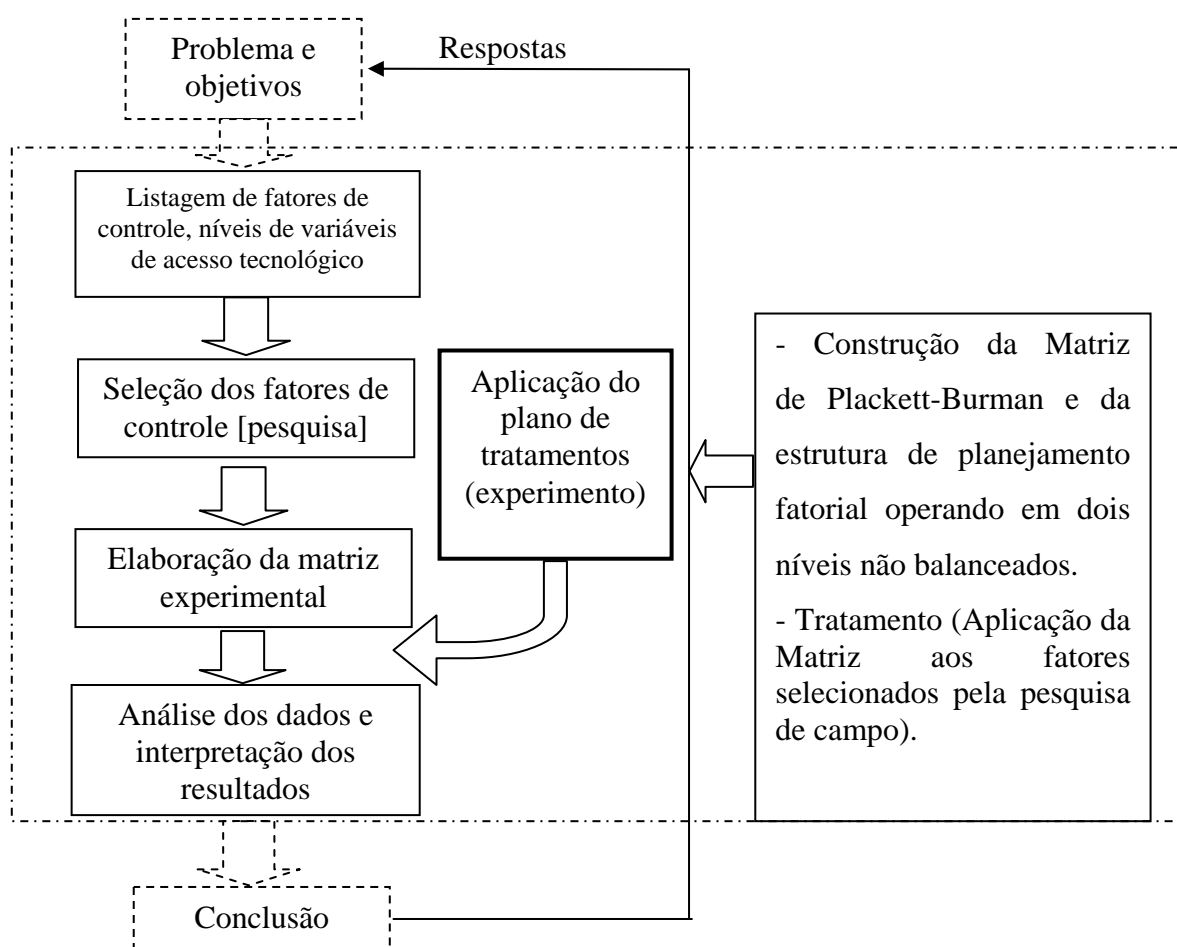 Problema e
objetivos
Respostas
Listagem de fatores de
controle, níveis de variáveis
de acesso tecnológico
Seleção dos fatores de
controle [pesquisa]
Elaboração da matriz
experimental
Análise dos dados e
interpretação dos
resultados
Aplicação do
plano de
tratamentos
(experimento)
- Construção da Matriz
de Plackett-Burman e da
estrutura de planejamento
fatorial operando em dois
níveis não balanceados.
- Tratamento (Aplicação da
Matriz aos fatores
selecionados pela pesquisa
de campo).
Conclusão